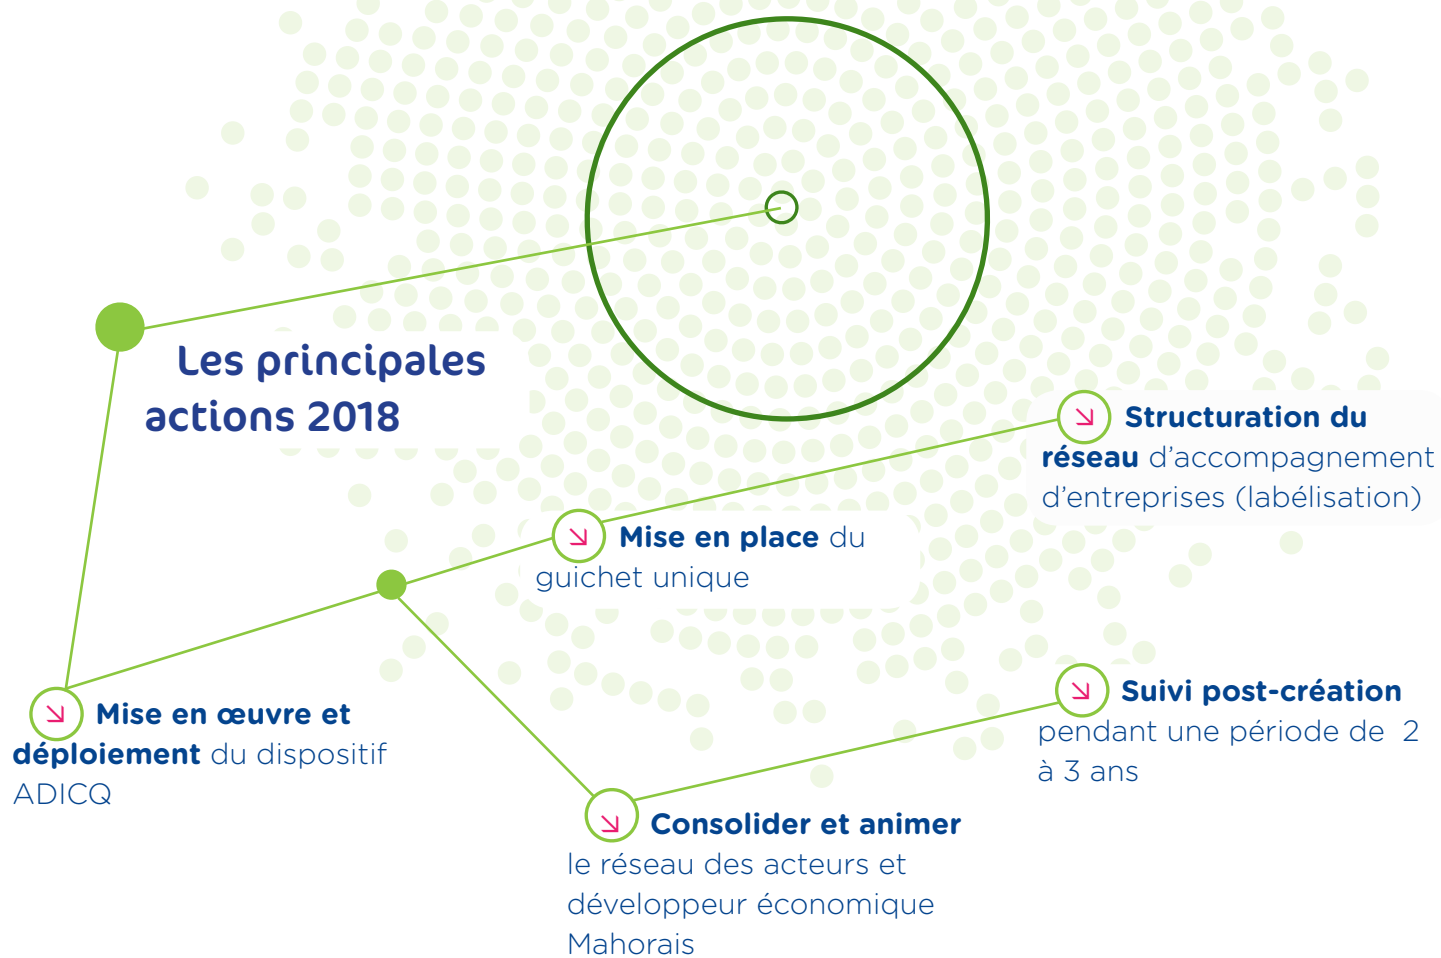 Les principales
actions 2018
Structuration du
réseau d’accompagnement
d’entreprises (labélisation)
Mise en place du
guichet unique
Mise en œuvre et
déploiement du dispositif
ADICQ
Suivi post-création
pendant une période de 2
à 3 ans
Consolider et animer
le réseau des acteurs et
développeur économique
Mahorais